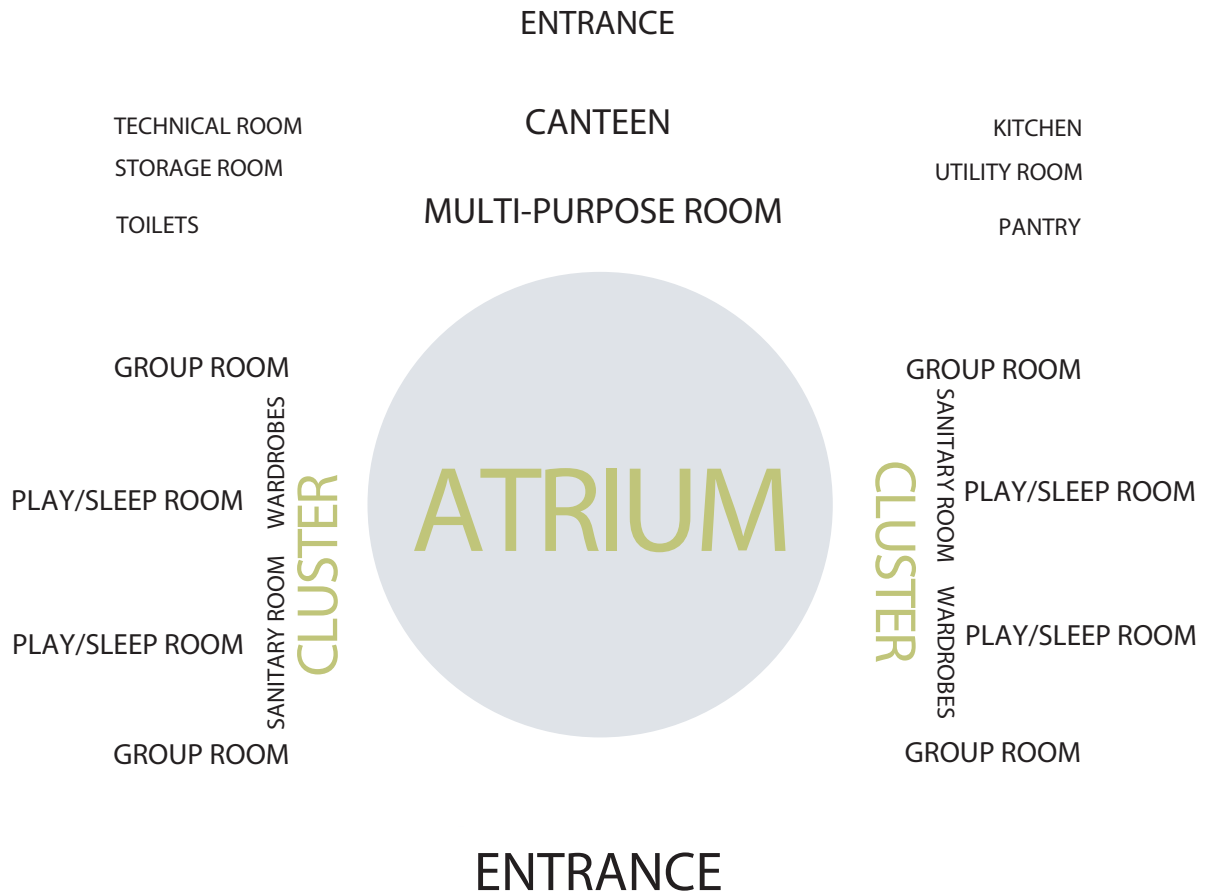 ENTRANCE
TECHNICAL ROOM
CANTEEN
KITCHEN
STORAGE ROOM
UTILITY ROOM
MULTI-PURPOSE ROOM
TOILETS
PANTRY
GROUP ROOM
GROUP ROOM
WARDROBES
SANITARY ROOM
PLAY/SLEEP ROOM
CLUSTER
ATRIUM
CLUSTER
PLAY/SLEEP ROOM
SANITARY ROOM
WARDROBES
PLAY/SLEEP ROOM
PLAY/SLEEP ROOM
GROUP ROOM
GROUP ROOM
ENTRANCE